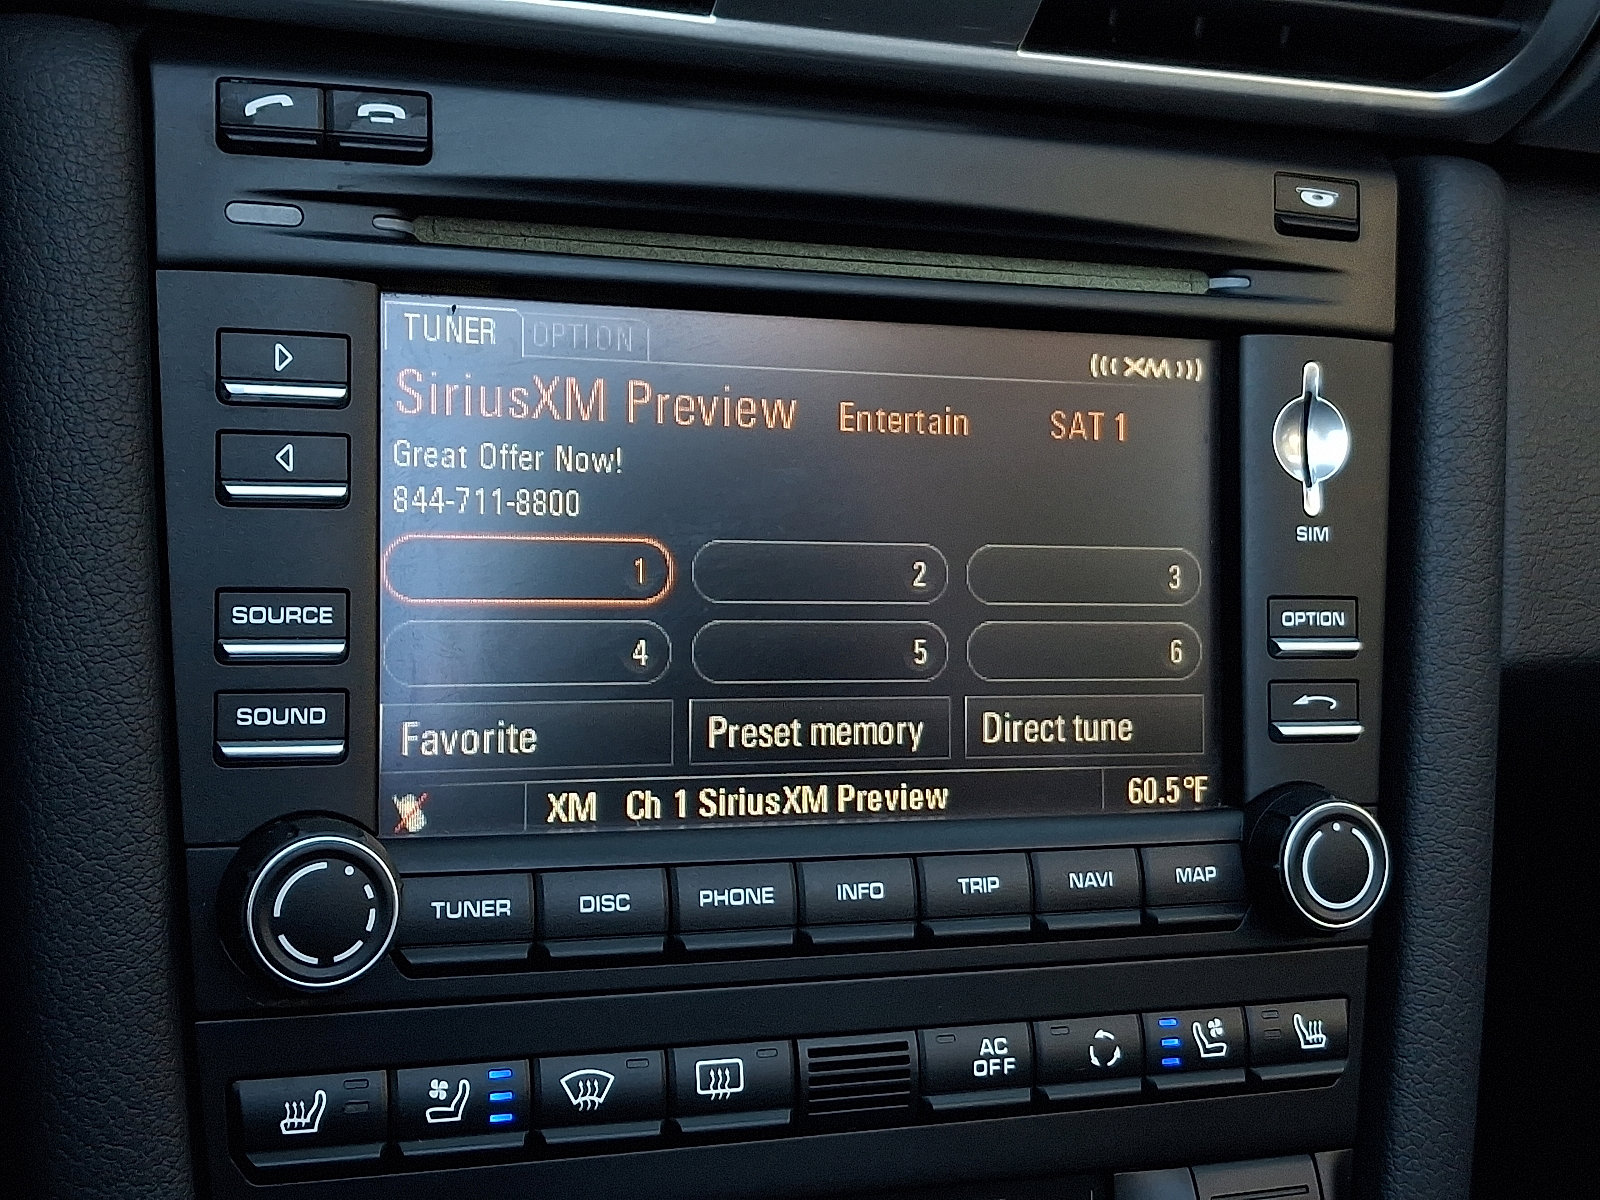 TUNER OPTION
(((XM)))
SiriusXM Preview Entertain SAT 1
Great Offer Now!
844-711-8800
1 2 3
4 5 6
Favorite Preset memory Direct tune
XM Ch 1 SiriusXM Preview 60.5°F
SOURCE
SOUND
SIM
OPTION
TUNER DISC PHONE INFO TRIP NAVI MAP
AC
OFF